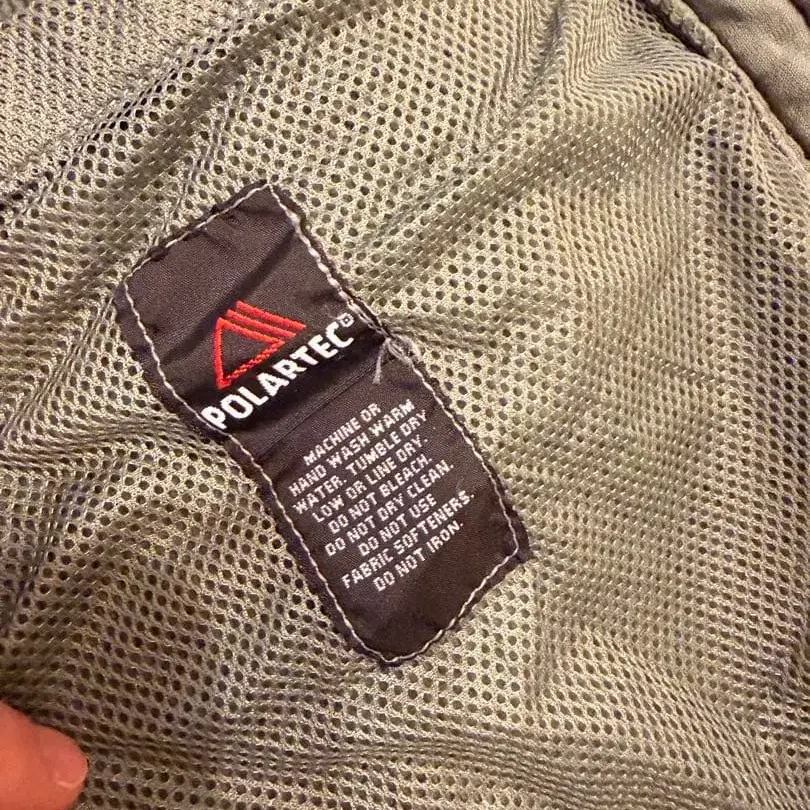 POLARTEC®
MACHINE OR
HAND WASH WARM
WATER. TUMBLE DRY
LOW OR LINE DRY.
DO NOT BLEACH.
DO NOT DRY CLEAN.
DO NOT USE
FABRIC SOFTENERS.
DO NOT IRON.